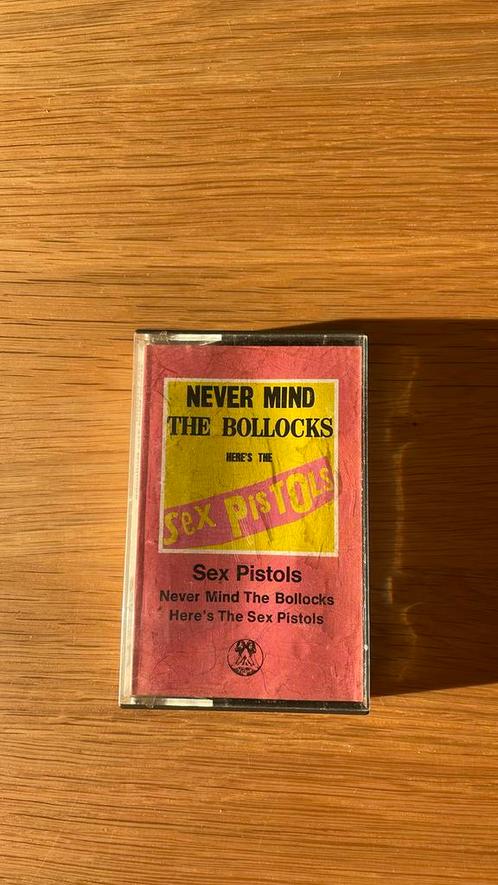 NEVER MIND
THE BOLLOCKS
HERE'S THE
Sex PISTOLS
Sex Pistols
Never Mind The Bollocks
Here's The Sex Pistols